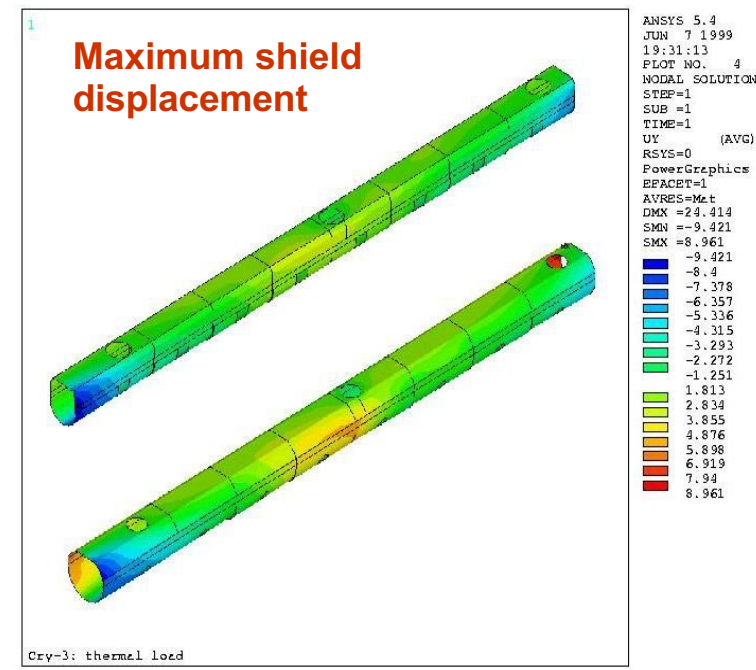 1
Maximum shield
displacement
ANSYS 5.4
JUN 7 1999
19:31:13
PLOT NO. 4
NODAL SOLUTION
STEP=1
SUB =1
TIME=1
UY (AVG)
RSYS=0
PowerGraphics
EFACET=1
AVRES=Mat
DMX =24.414
SMN =-9.421
SMX =8.961
-9.421
-8.4
-7.378
-6.357
-5.336
-4.315
-3.293
-2.272
-1.251
1.813
2.834
3.855
4.876
5.898
6.919
7.94
8.961
Cry-3: thermal load